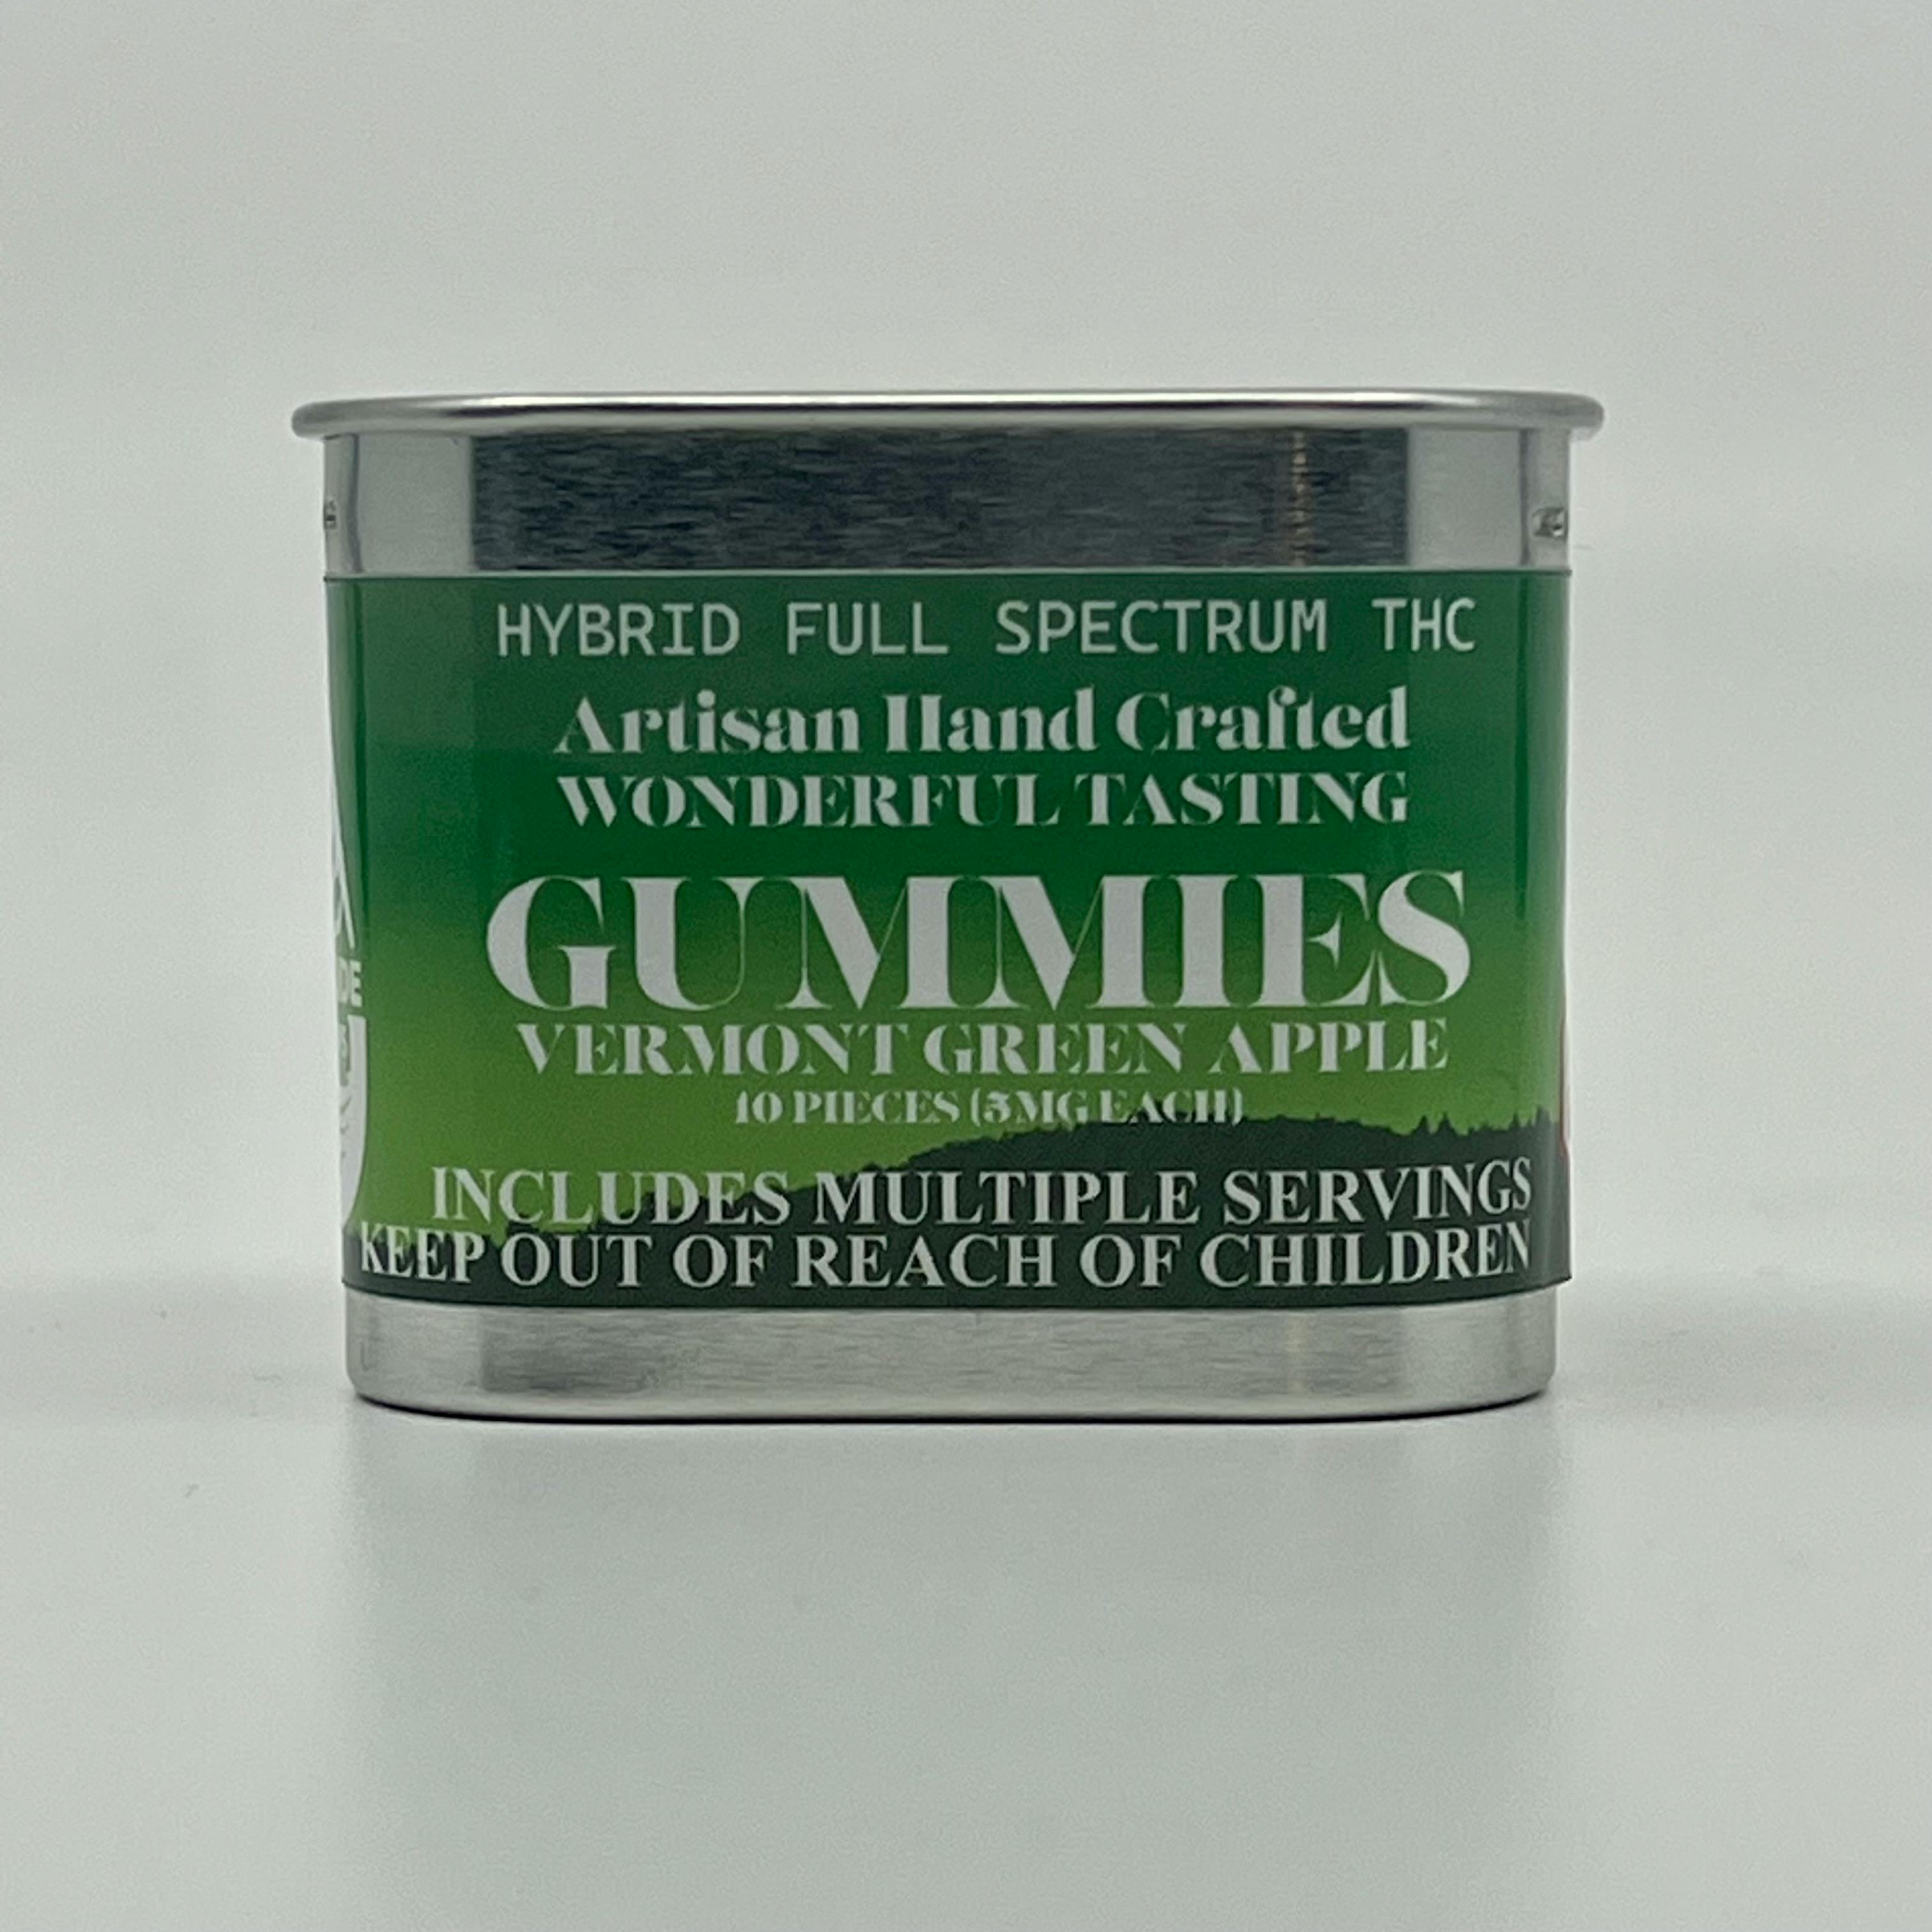 HYBRID FULL SPECTRUM THC
Artisan Hand Crafted
WONDERFUL TASTING
GUMMIES
VERMONT GREEN APPLE
10 PIECES (5MG EACH)
INCLUDES MULTIPLE SERVINGS
KEEP OUT OF REACH OF CHILDREN